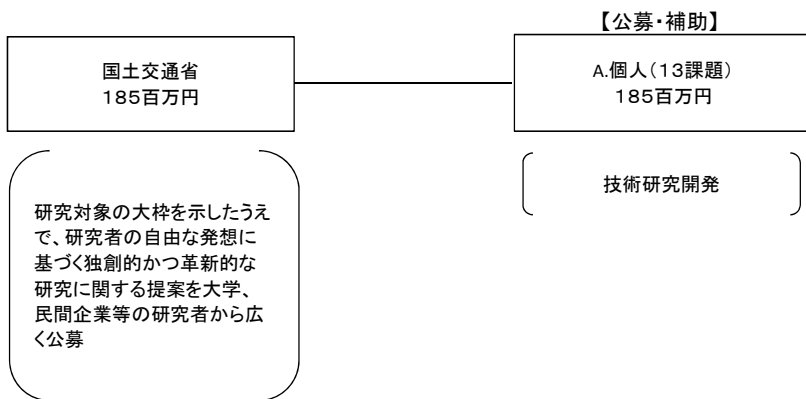 【公募・補助】
国土交通省
185百万円
A.個人（13課題）
185百万円
技術研究開発
研究対象の大枠を示したうえ
で、研究者の自由な発想に
基づく独創的かつ革新的な
研究に関する提案を大学、
民間企業等の研究者から広
く公募